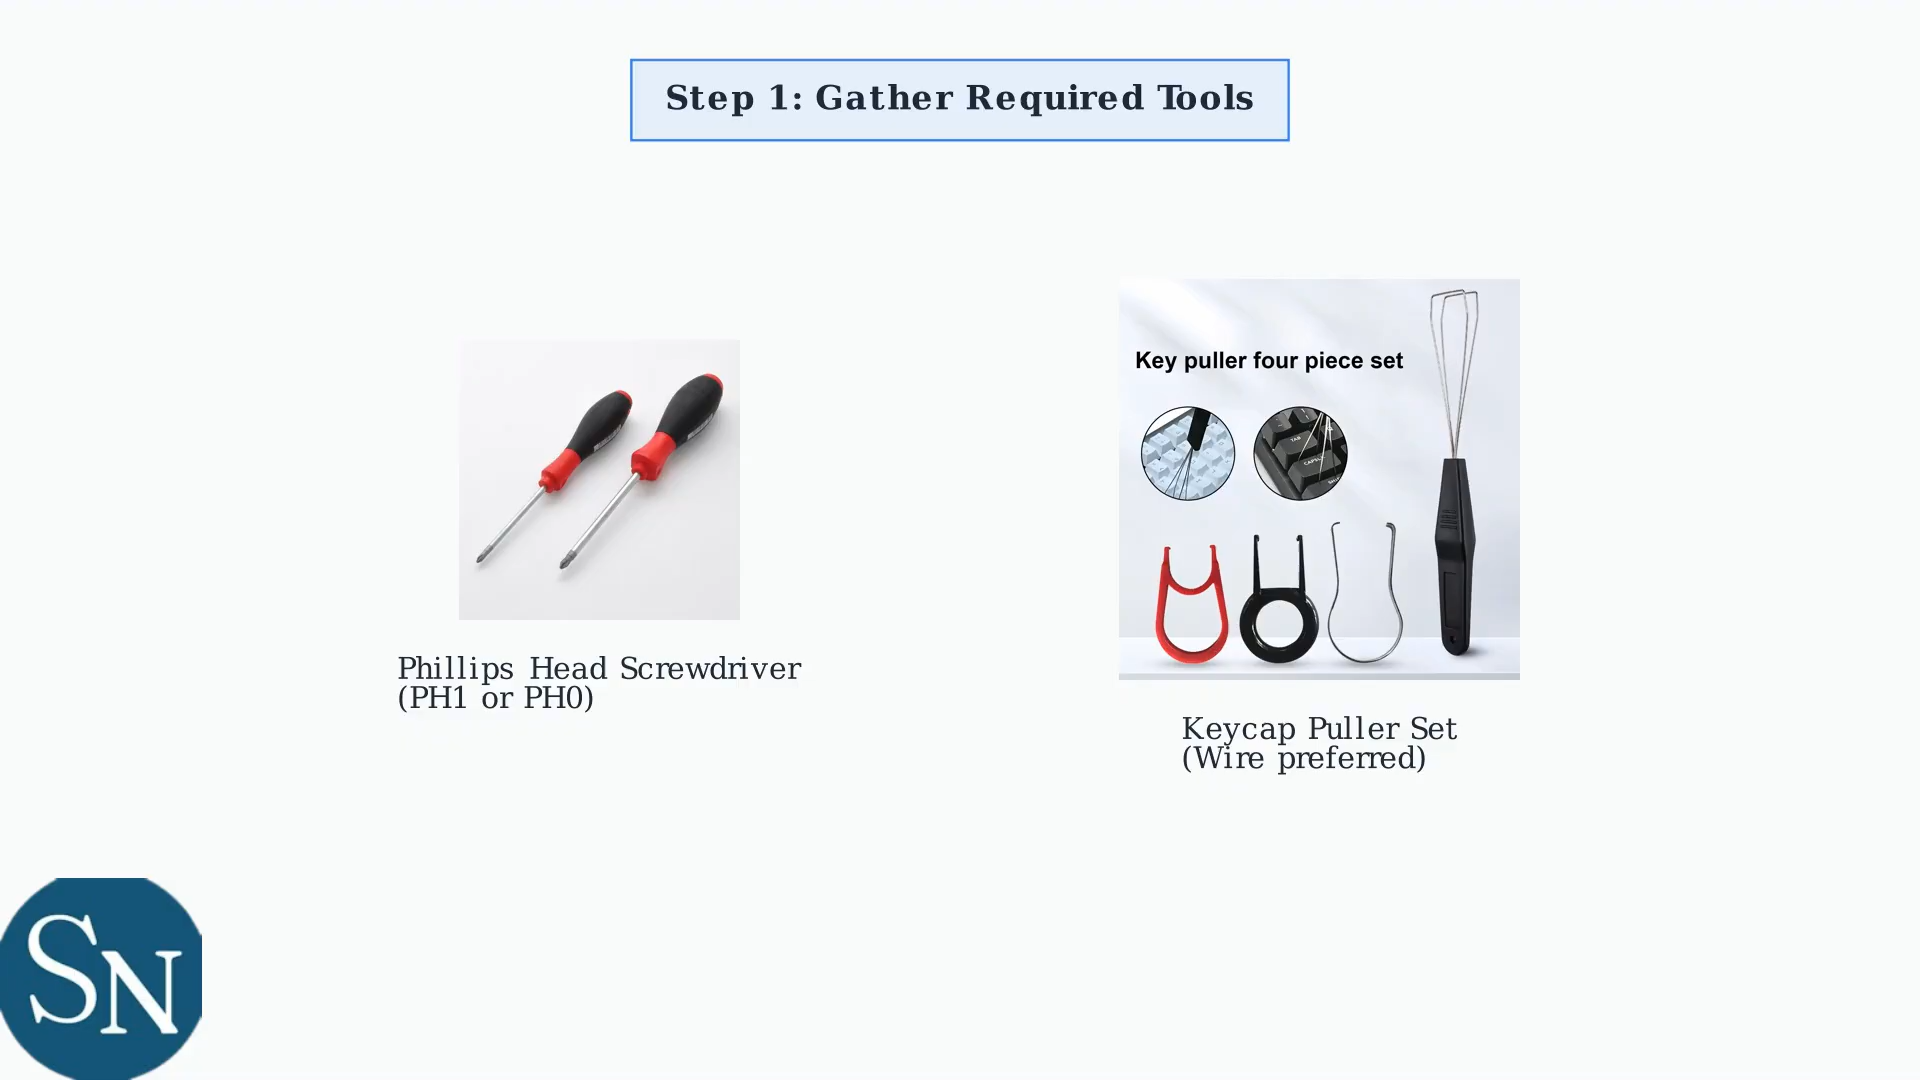 Step 1: Gather Required Tools
Phillips Head Screwdriver
(PH1 or PH0)
Key puller four piece set
TAB
Keycap Puller Set
(Wire preferred)
SN